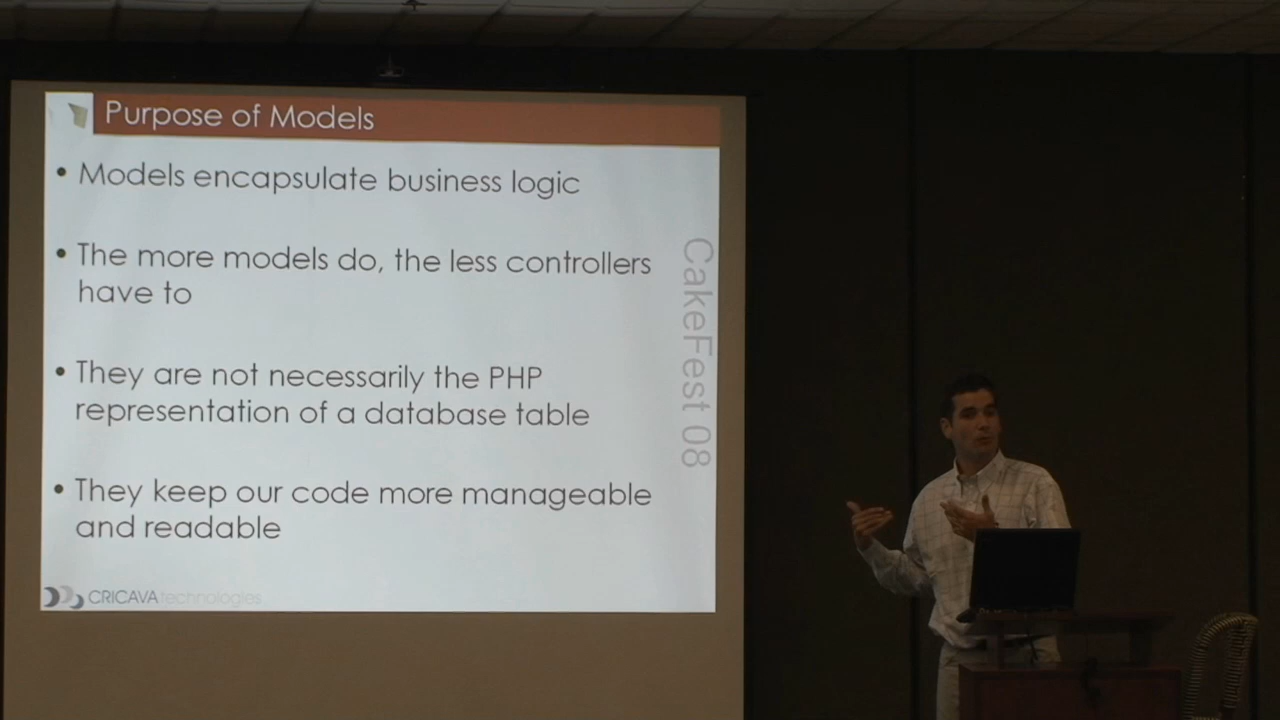 Purpose of Models
• Models encapsulate business logic
• The more models do, the less controllers
have to
• They are not necessarily the PHP
representation of a database table
• They keep our code more manageable
and readable
CakeFest 08
CRICAVA technologies